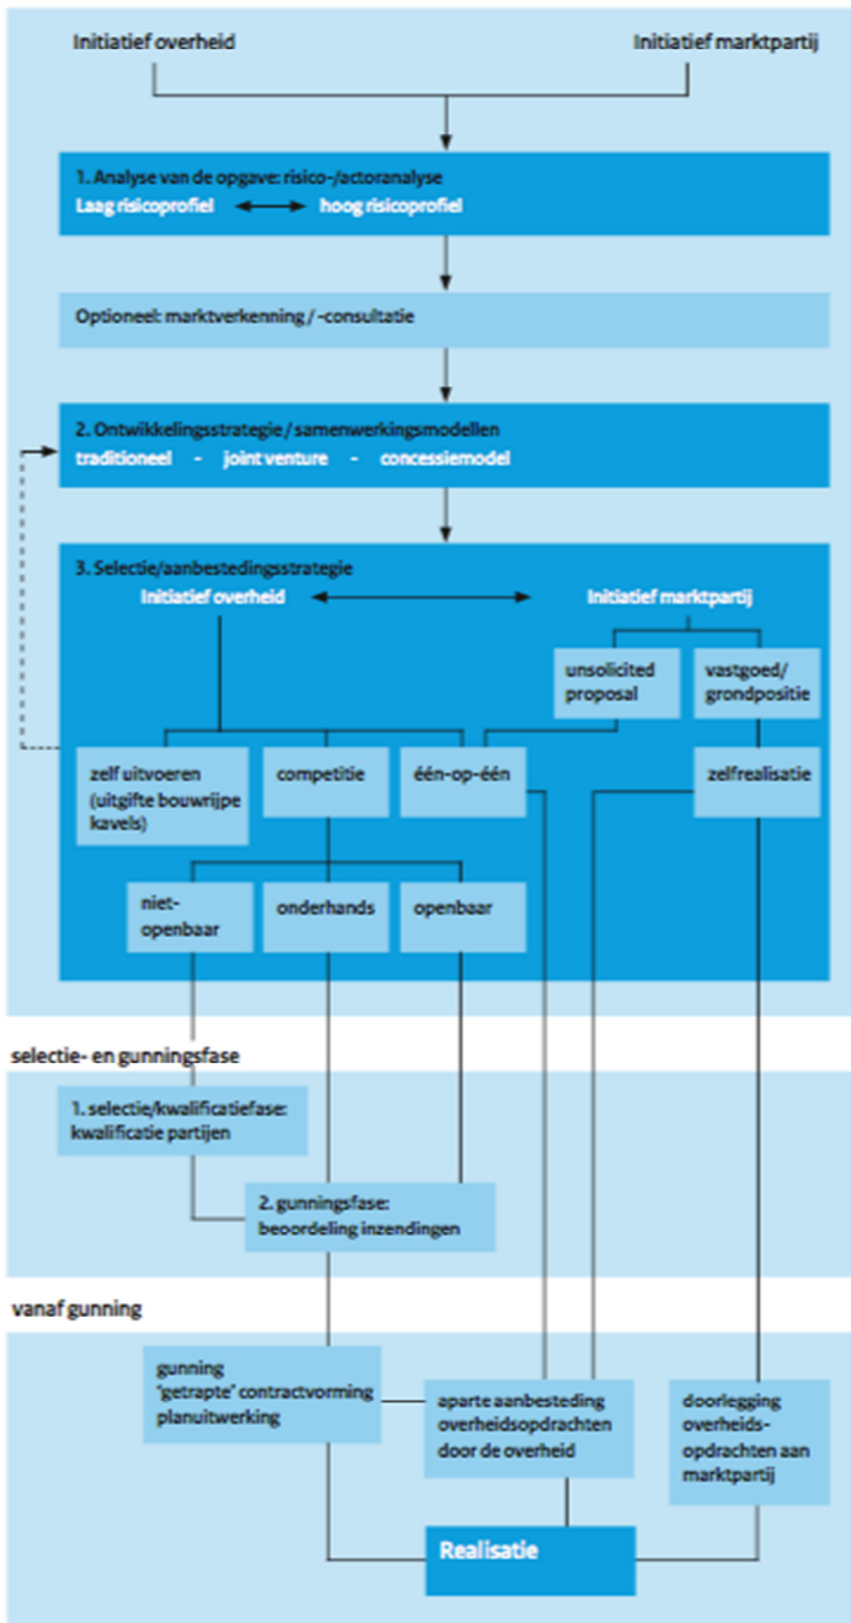 Initiatief overheid
Initiatief marktpartij
1. Analyse van de opgave: risico-/actoranalyse
Laag risicoprofiel
hoog risicoprofiel
Optioneel: marktverkenning / -consultatie
2. Ontwikkelingsstrategie / samenwerkingsmodellen
traditioneel - joint venture - concessiemodel
3. Selectie/aanbestedingsstrategie
Initiatief overheid
Initiatief marktpartij
unsolicited
proposal
vastgoed/
grondpositie
zelf uitvoeren
(uitgifte bouwrijpe
kavels)
competitie
één-op-één
zelfrealisatie
niet-
openbaar
onderhands
openbaar
selectie- en gunningsfase
1. selectie/kwalificatiefase:
kwalificatie partijen
2. gunningsfase:
beoordeling inzendingen
vanaf gunning
gunning
'getrapte' contractvorming
planuitwerking
aparte aanbesteding
overheidsopdrachten
door de overheid
doorlegging
overheids-
opdrachten aan
marktpartij
Realisatie